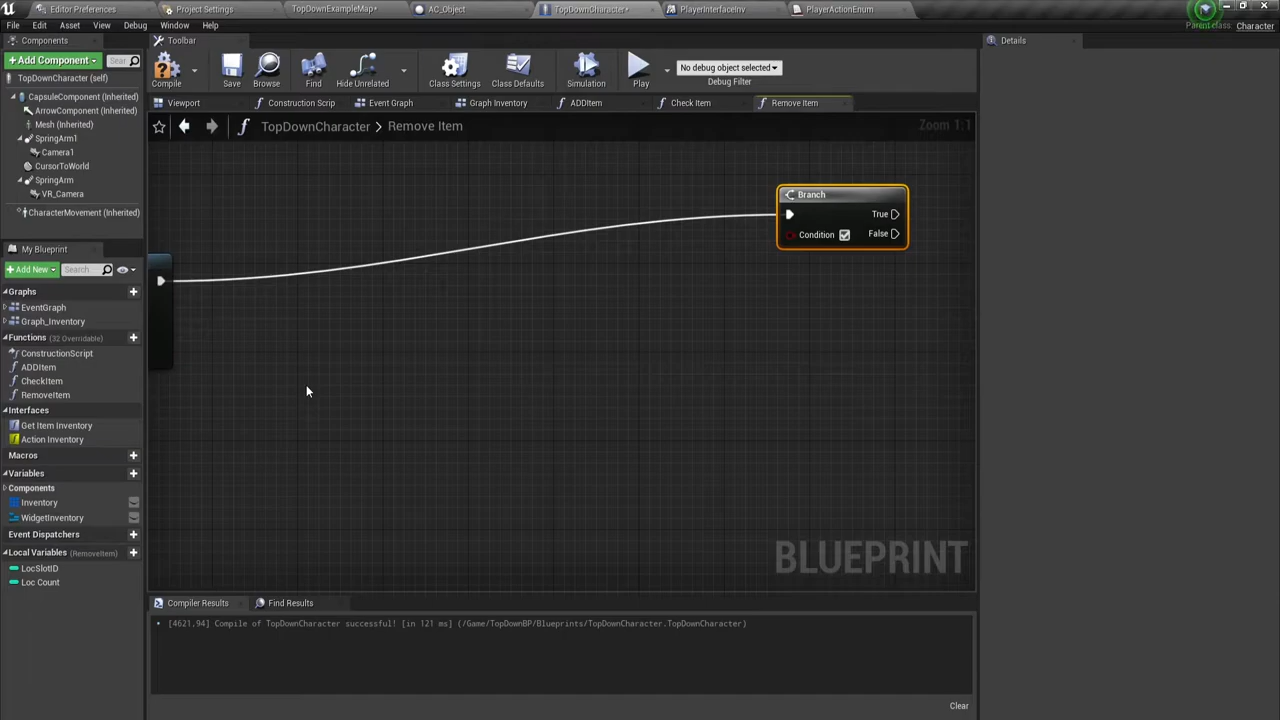 Editor Preferences
Project Settings
TopDownExampleMap*
AC_Object
TopDownCharacter*
PlayerInterfaceInv
PlayerActionEnum
File
Edit
Asset
View
Debug
Window
Help
Parent class: Character
Components
Toolbar
Details
+Add Component
Sear
TopDownCharacter (self)
CapsuleComponent (Inherited)
ArrowComponent (Inherited)
Mesh (Inherited)
SpringArm1
Camera1
CursorToWorld
SpringArm
VR_Camera
CharacterMovement (Inherited)
Compile
Save
Browse
Find
Hide Unrelated
Class Settings
Class Defaults
Simulation
Play
No debug object selected
Debug Filter
Viewport
Construction Scrip
Event Graph
Graph Inventory
ADDItem
Check Item
Remove Item
TopDownCharacter > Remove Item
Zoom 1:1
Branch
True
Condition
False
BLUEPRINT
My Blueprint
+Add New
Search
Graphs
EventGraph
Graph_Inventory
Functions (32 Overridable)
ConstructionScript
ADDItem
CheckItem
RemoveItem
Interfaces
Get Item Inventory
Action Inventory
Macros
Variables
Components
Inventory
WidgetInventory
Event Dispatchers
Local Variables (RemoveItem)
LocSlotID
Loc Count
Compiler Results
Find Results
• [4621.94] Compile of TopDownCharacter successful! [in 121 ms] (/Game/TopDownBP/Blueprints/TopDownCharacter.TopDownCharacter)
Clear